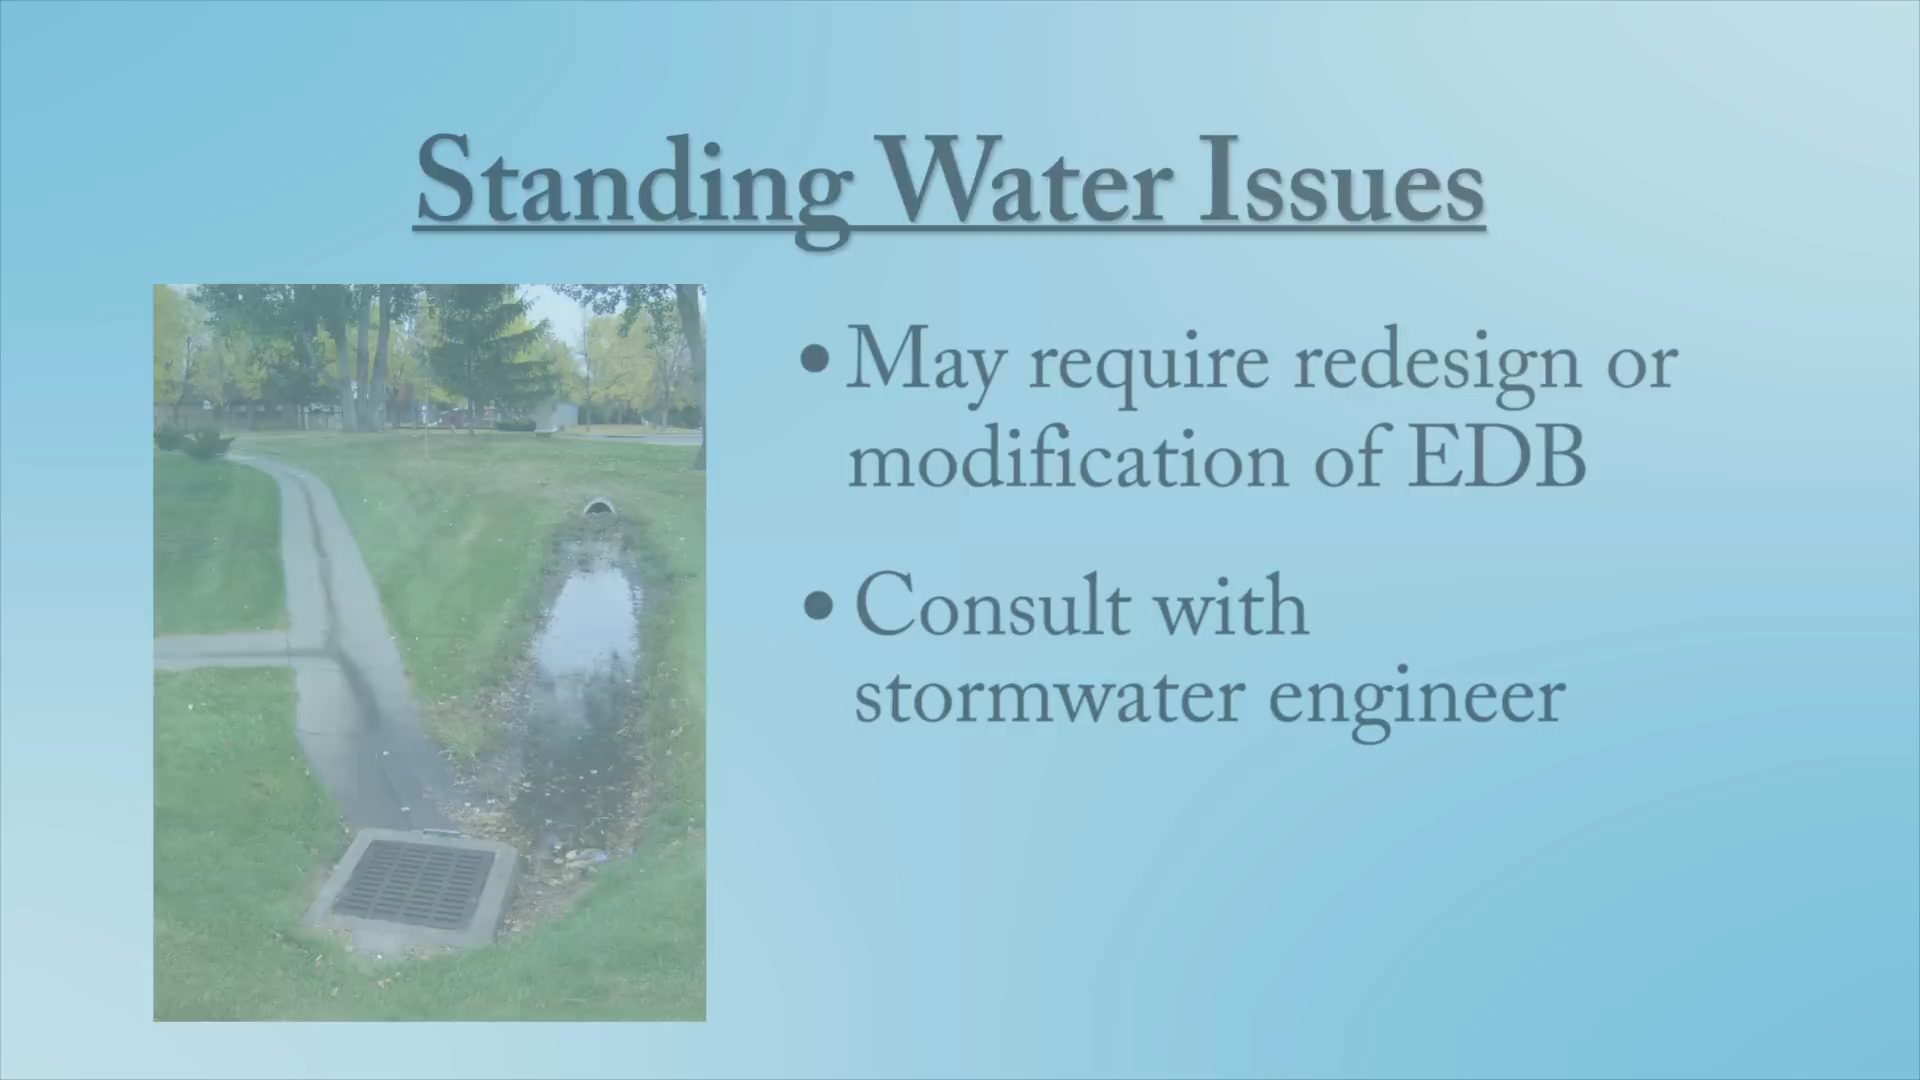 Standing Water Issues
• May require redesign or
modification of EDB
• Consult with
stormwater engineer